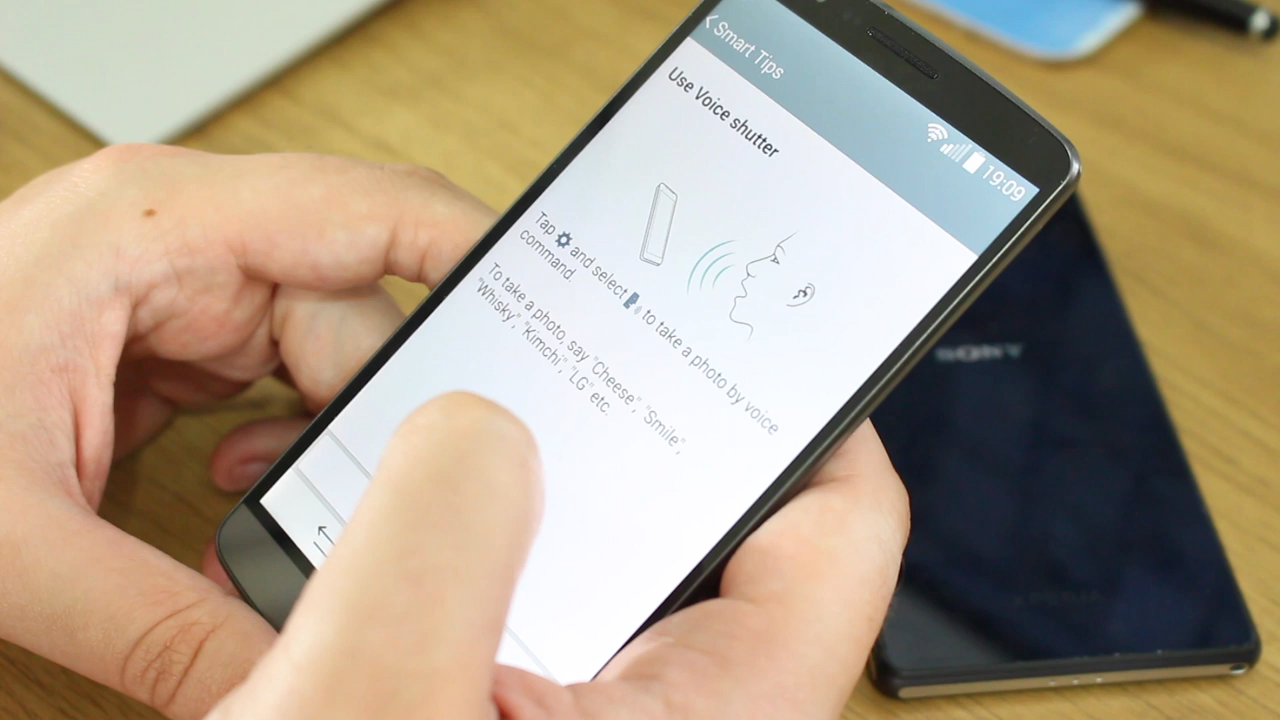 < Smart Tips
19:09
Use Voice shutter
Tap and select to take a photo by voice
command.
To take a photo, say "Cheese", "Smile",
"Whisky", "Kimchi", "LG" etc.
SONY
XPERIA